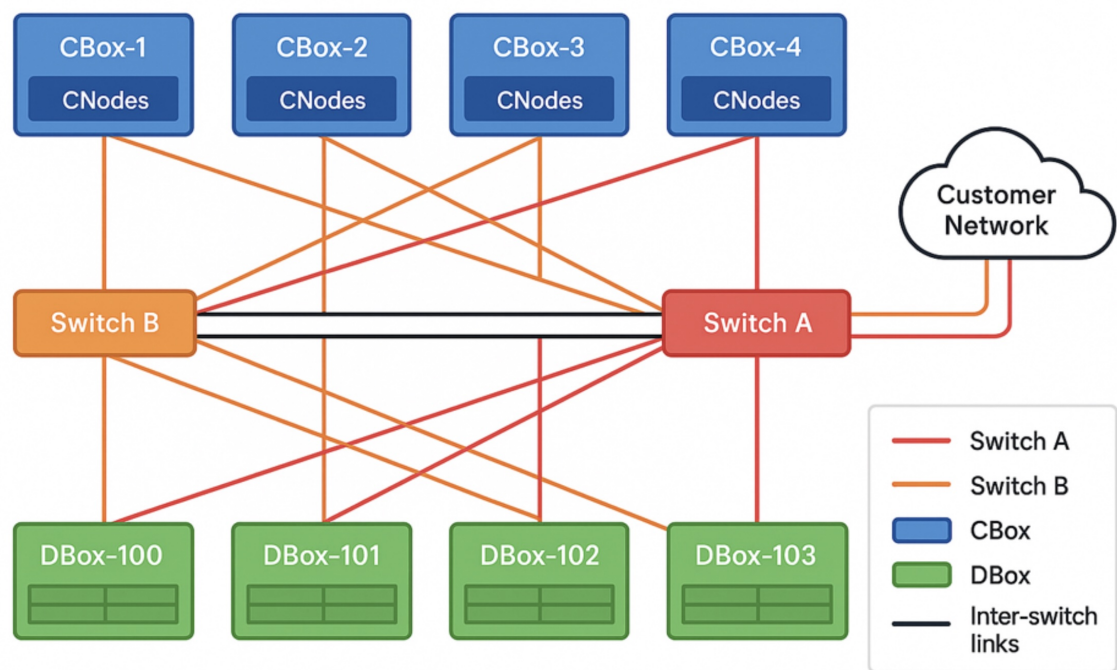 CBox-1
CNodes
CBox-2
CNodes
CBox-3
CNodes
CBox-4
CNodes
Customer
Network
Switch B
Switch A
DBox-100
DBox-101
DBox-102
DBox-103
Switch A
Switch B
CBox
DBox
Inter-switch
links